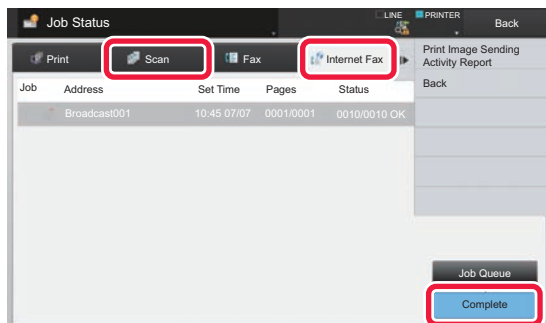 Job Status
LINE
PRINTER
Back
Print
Scan
Fax
Internet Fax
Print Image Sending
Activity Report
Back
Job Address Set Time Pages Status
Broadcast001 10:45 07/07 0001/0001 0010/0010 OK
Job Queue
Complete